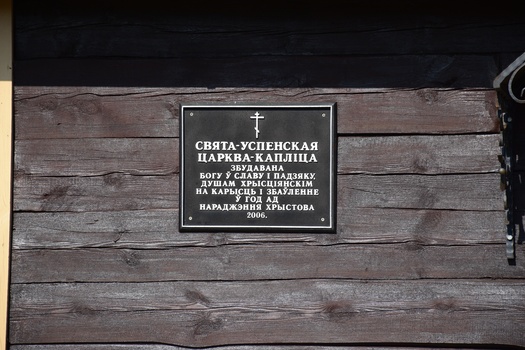 СВЯТА-УСПЕНСКАЯ
ЦАРКВА-КАПЛІЦА
ЗБУДАВАНА
БОГУ Ў СЛАВУ І ПАДЗЯКУ,
ДУШАМ ХРЫСЦІЯНСКІМ
НА КАРЫСЦЬ І ЗБАЎЛЕННЕ
Ў ГОД АД
НАРАДЖЭННЯ ХРЫСТОВА
2006.